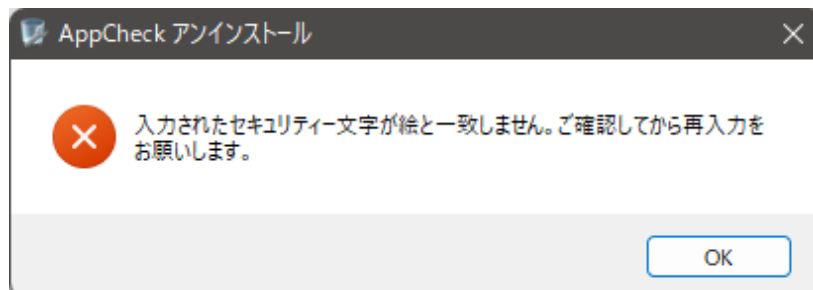 AppCheck アンインストール
入力されたセキュリティー文字が絵と一致しません。ご確認してから再入力を
お願いします。
OK